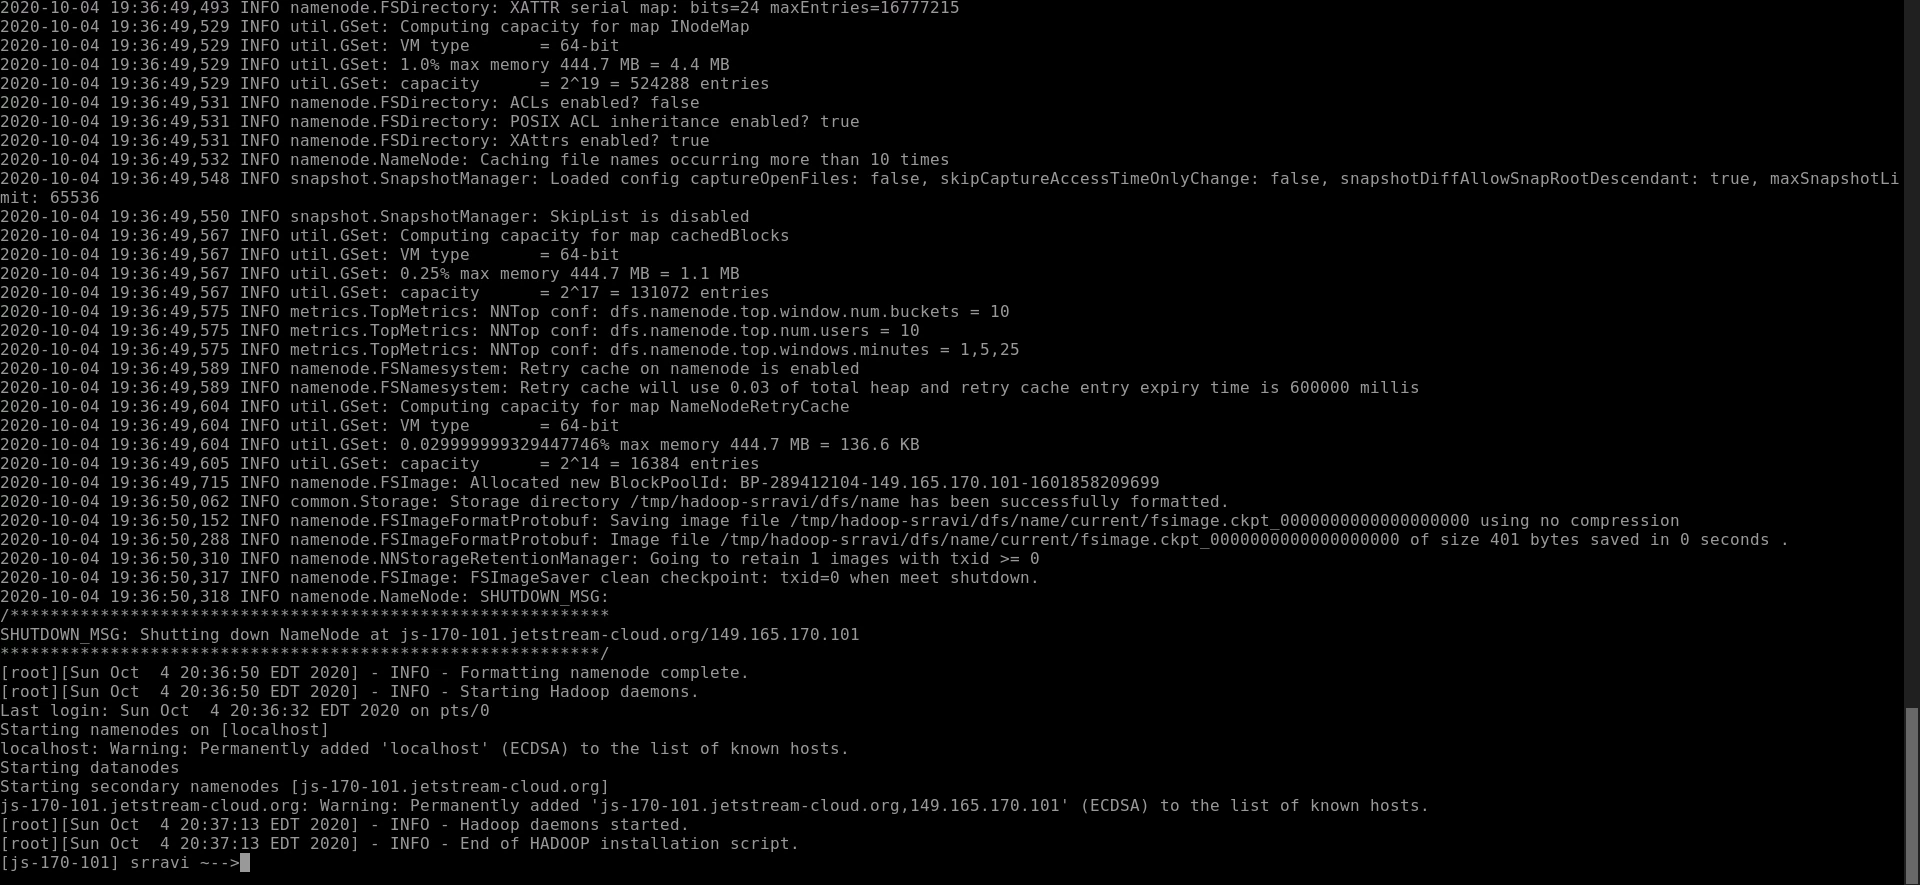 2020-10-04 19:36:49,493 INFO namenode.FSDirectory: XATTR serial map: bits=24 maxEntries=16777215
2020-10-04 19:36:49,529 INFO util.GSet: Computing capacity for map INodeMap
2020-10-04 19:36:49,529 INFO util.GSet: VM type       = 64-bit
2020-10-04 19:36:49,529 INFO util.GSet: 1.0% max memory 444.7 MB = 4.4 MB
2020-10-04 19:36:49,529 INFO util.GSet: capacity      = 2^19 = 524288 entries
2020-10-04 19:36:49,531 INFO namenode.FSDirectory: ACLs enabled? false
2020-10-04 19:36:49,531 INFO namenode.FSDirectory: POSIX ACL inheritance enabled? true
2020-10-04 19:36:49,531 INFO namenode.FSDirectory: XAttrs enabled? true
2020-10-04 19:36:49,532 INFO namenode.NameNode: Caching file names occurring more than 10 times
2020-10-04 19:36:49,548 INFO snapshot.SnapshotManager: Loaded config captureOpenFiles: false, skipCaptureAccessTimeOnlyChange: false, snapshotDiffAllowSnapRootDescendant: true, maxSnapshotLi
mit: 65536
2020-10-04 19:36:49,550 INFO snapshot.SnapshotManager: SkipList is disabled
2020-10-04 19:36:49,567 INFO util.GSet: Computing capacity for map cachedBlocks
2020-10-04 19:36:49,567 INFO util.GSet: VM type       = 64-bit
2020-10-04 19:36:49,567 INFO util.GSet: 0.25% max memory 444.7 MB = 1.1 MB
2020-10-04 19:36:49,567 INFO util.GSet: capacity      = 2^17 = 131072 entries
2020-10-04 19:36:49,575 INFO metrics.TopMetrics: NNTop conf: dfs.namenode.top.window.num.buckets = 10
2020-10-04 19:36:49,575 INFO metrics.TopMetrics: NNTop conf: dfs.namenode.top.num.users = 10
2020-10-04 19:36:49,575 INFO metrics.TopMetrics: NNTop conf: dfs.namenode.top.windows.minutes = 1,5,25
2020-10-04 19:36:49,589 INFO namenode.FSNamesystem: Retry cache on namenode is enabled
2020-10-04 19:36:49,589 INFO namenode.FSNamesystem: Retry cache will use 0.03 of total heap and retry cache entry expiry time is 600000 millis
2020-10-04 19:36:49,604 INFO util.GSet: Computing capacity for map NameNodeRetryCache
2020-10-04 19:36:49,604 INFO util.GSet: VM type       = 64-bit
2020-10-04 19:36:49,604 INFO util.GSet: 0.029999999329447746% max memory 444.7 MB = 136.6 KB
2020-10-04 19:36:49,605 INFO util.GSet: capacity      = 2^14 = 16384 entries
2020-10-04 19:36:49,715 INFO namenode.FSImage: Allocated new BlockPoolId: BP-289412104-149.165.170.101-1601858209699
2020-10-04 19:36:50,062 INFO common.Storage: Storage directory /tmp/hadoop-srravi/dfs/name has been successfully formatted.
2020-10-04 19:36:50,152 INFO namenode.FSImageFormatProtobuf: Saving image file /tmp/hadoop-srravi/dfs/name/current/fsimage.ckpt_0000000000000000000 using no compression
2020-10-04 19:36:50,288 INFO namenode.FSImageFormatProtobuf: Image file /tmp/hadoop-srravi/dfs/name/current/fsimage.ckpt_0000000000000000000 of size 401 bytes saved in 0 seconds .
2020-10-04 19:36:50,310 INFO namenode.NNStorageRetentionManager: Going to retain 1 images with txid >= 0
2020-10-04 19:36:50,317 INFO namenode.FSImage: FSImageSaver clean checkpoint: txid=0 when meet shutdown.
2020-10-04 19:36:50,318 INFO namenode.NameNode: SHUTDOWN_MSG:
/************************************************************
SHUTDOWN_MSG: Shutting down NameNode at js-170-101.jetstream-cloud.org/149.165.170.101
************************************************************/
[root][Sun Oct  4 20:36:50 EDT 2020] - INFO - Formatting namenode complete.
[root][Sun Oct  4 20:36:50 EDT 2020] - INFO - Starting Hadoop daemons.
Last login: Sun Oct  4 20:36:32 EDT 2020 on pts/0
Starting namenodes on [localhost]
localhost: Warning: Permanently added 'localhost' (ECDSA) to the list of known hosts.
Starting datanodes
Starting secondary namenodes [js-170-101.jetstream-cloud.org]
js-170-101.jetstream-cloud.org: Warning: Permanently added 'js-170-101.jetstream-cloud.org,149.165.170.101' (ECDSA) to the list of known hosts.
[root][Sun Oct  4 20:37:13 EDT 2020] - INFO - Hadoop daemons started.
[root][Sun Oct  4 20:37:13 EDT 2020] - INFO - End of HADOOP installation script.
[js-170-101] srravi ~-->